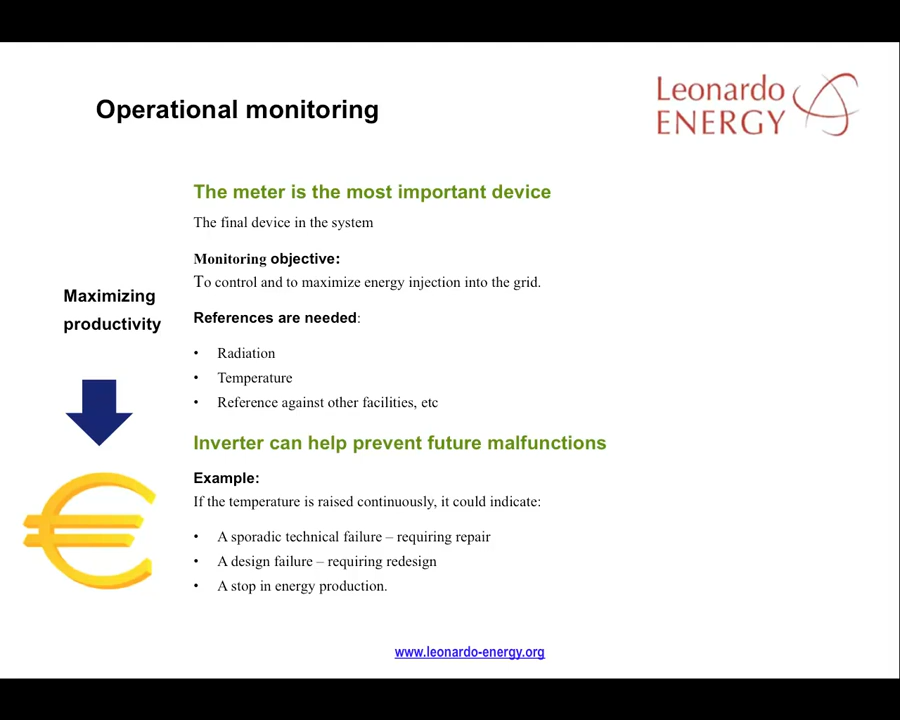 Operational monitoring
Leonardo
ENERGY
The meter is the most important device
The final device in the system
Monitoring objective:
To control and to maximize energy injection into the grid.
Maximizing
productivity
References are needed:
• Radiation
• Temperature
• Reference against other facilities, etc
Inverter can help prevent future malfunctions
Example:
If the temperature is raised continuously, it could indicate:
• A sporadic technical failure – requiring repair
• A design failure – requiring redesign
• A stop in energy production.
www.leonardo-energy.org